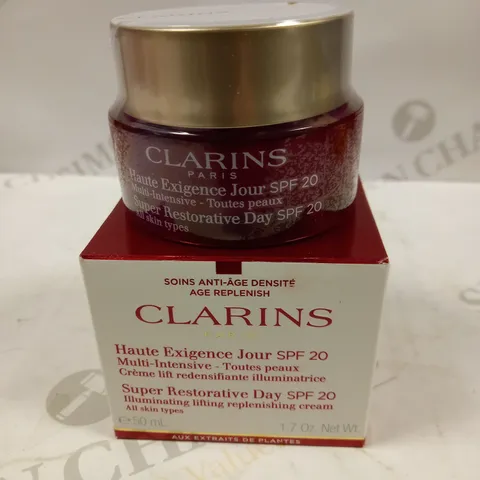 CLARINS
PARIS
Haute Exigence Jour SPF 20
Multi-Intensive - Toutes peaux
Super Restorative Day SPF 20
All skin types
SOINS ANTI-ÂGE DENSITÉ
AGE REPLENISH
CLARINS
Haute Exigence Jour SPF 20
Multi-Intensive - Toutes peaux
Crème lift redensifiante illuminatrice
Super Restorative Day SPF 20
Illuminating lifting replenishing cream
All skin types
℮ 50 mL
1.7 Oz. Net Wt.
AUX EXTRAITS DE PLANTES